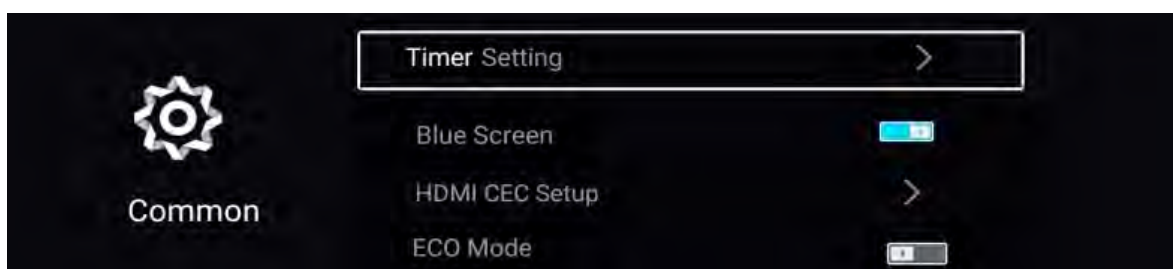 Timer Setting
Blue Screen
HDMI CEC Setup
Common
ECO Mode